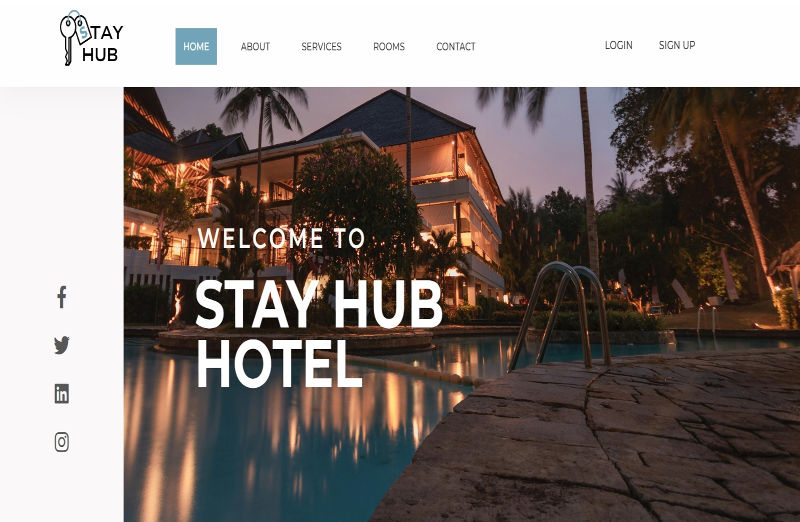 STAY
HUB
HOME ABOUT SERVICES ROOMS CONTACT LOGIN SIGN UP
WELCOME TO
STAY HUB
HOTEL